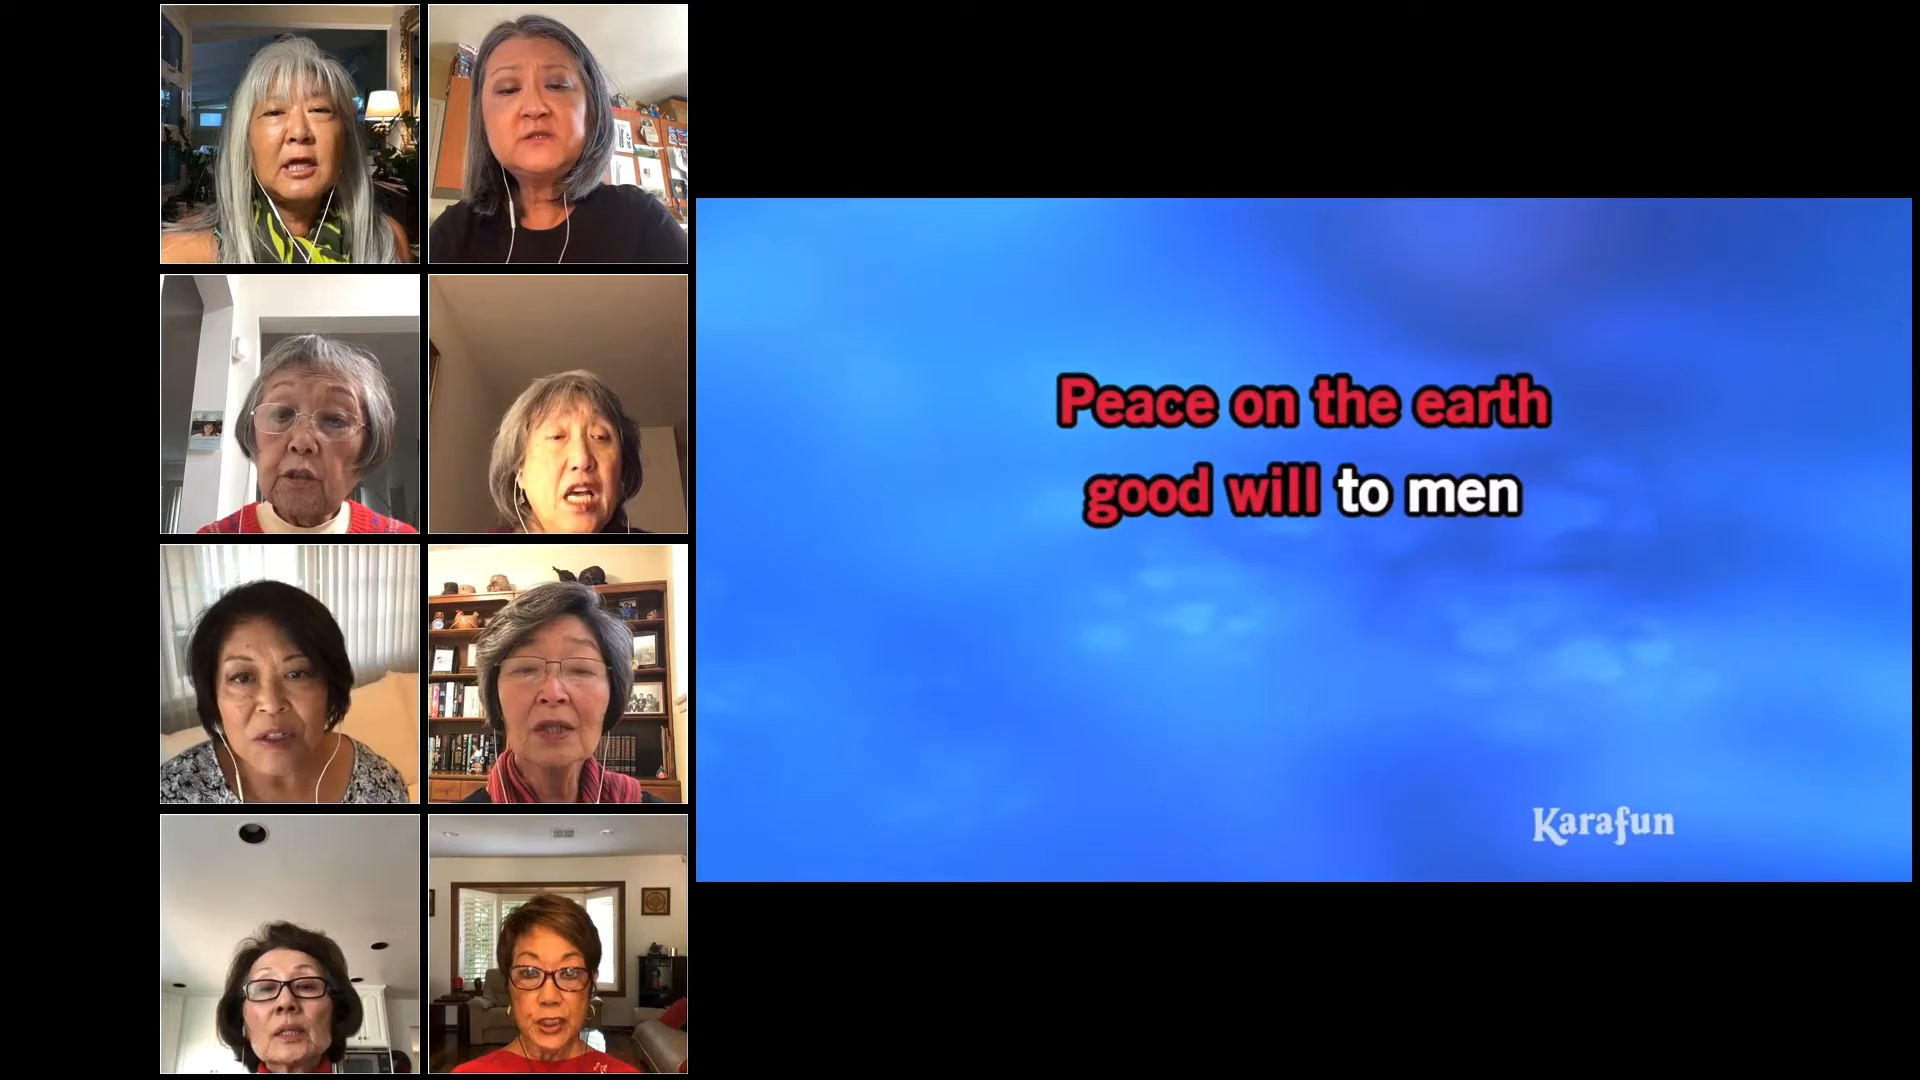 Peace on the earth
good will to men
Karafun